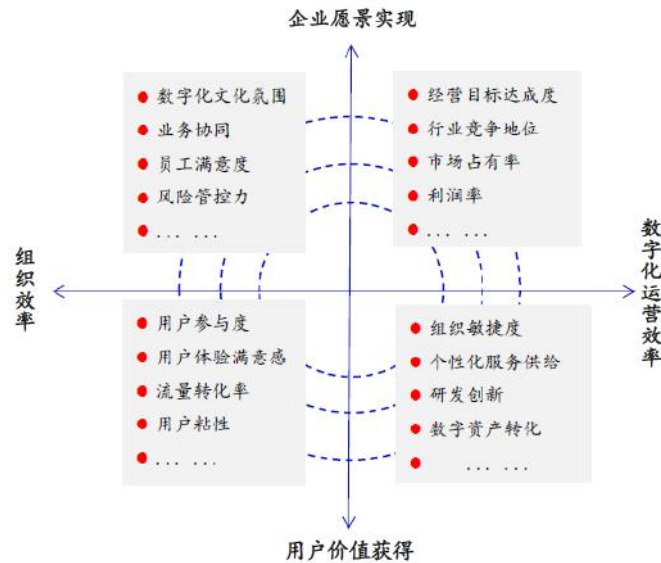 企业愿景实现
数字化文化氛围
业务协同
员工满意度
风险管控力
... ...
经营目标达成度
行业竞争地位
市场占有率
利润率
... ...
组织效率
数字化运营效率
用户参与度
用户体验满意感
流量转化率
用户粘性
... ...
组织敏捷度
个性化服务供给
研发创新
数字资产转化
... ...
用户价值获得